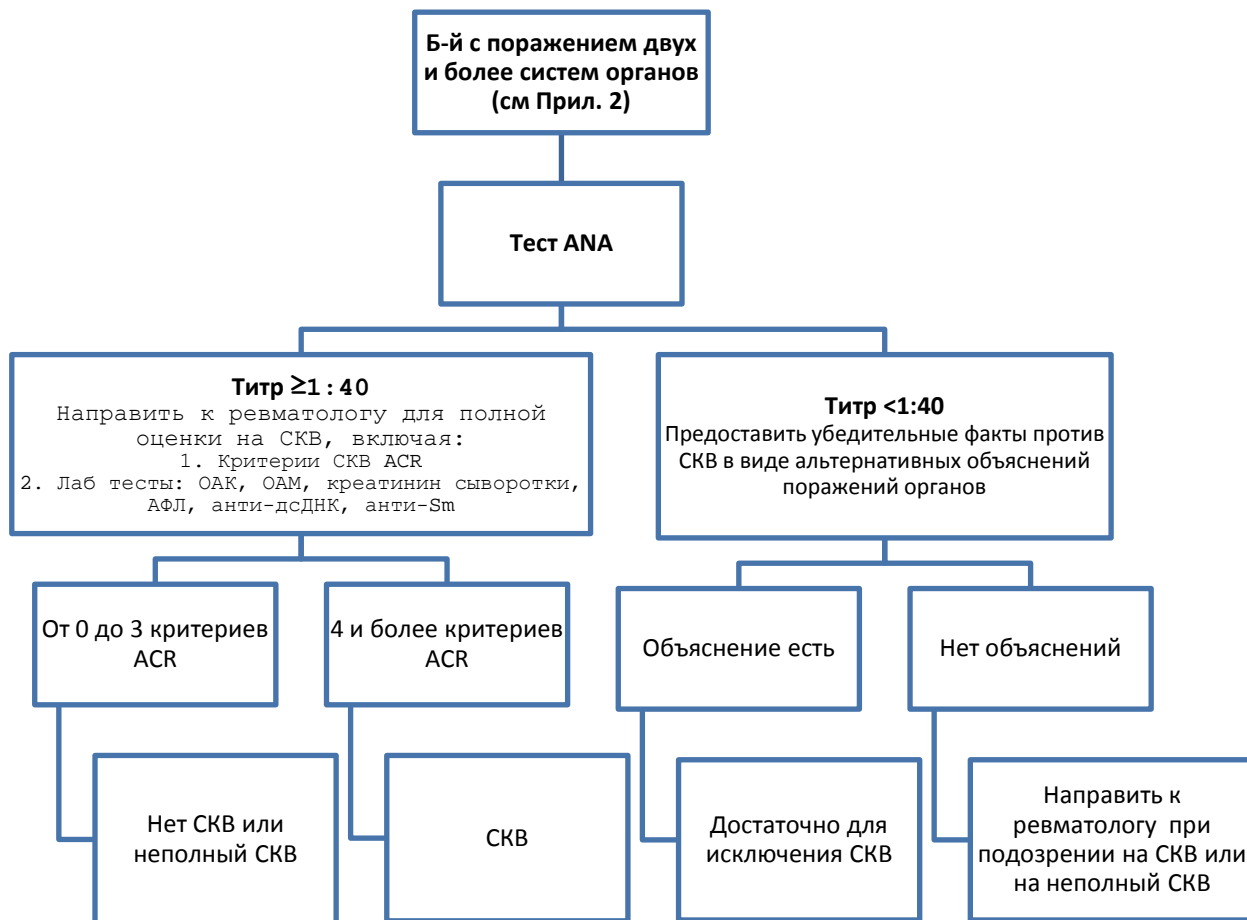 Б-й с поражением двух
и более систем органов
(см Прил. 2)
Тест ANA
Титр ≥1:40
Направить к ревматологу для полной
оценки на СКВ, включая:
1. Критерии СКВ ACR
2. Лаб тесты: ОАК, ОАМ, креатинин сыворотки,
АФЛ, анти-дсДНК, анти-Sm
Титр <1:40
Предоставить убедительные факты против
СКВ в виде альтернативных объяснений
поражений органов
От 0 до 3 критериев
ACR
4 и более критериев
ACR
Объяснение есть
Нет объяснений
Нет СКВ или
неполный СКВ
СКВ
Достаточно для
исключения СКВ
Направить к
ревматологу при
подозрении на СКВ или
на неполный СКВ